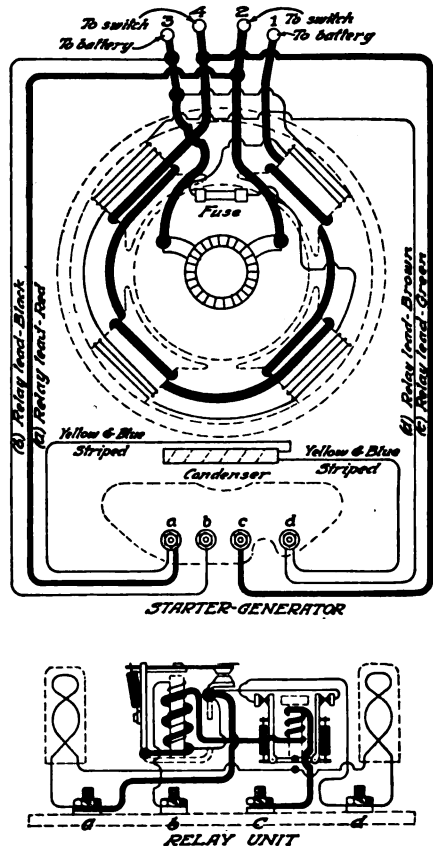 To switch 4 2 To switch
3 1
To battery To battery
Fuse
(b) Relay lead-Black
(a) Relay lead-Red
(d) Relay lead-Brown
(c) Relay lead-Green
Yellow & Blue
Striped
Yellow & Blue
Striped
Condenser
a b c d
STARTER-GENERATOR
a b c d
RELAY UNIT